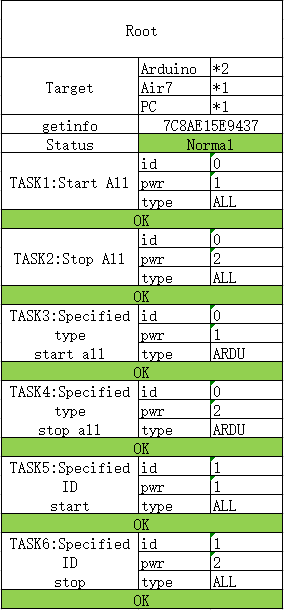 Root
Target
Arduino *2
Air7 *1
PC *1
getinfo 7C8AE15E9437
Status Normal
TASK1:Start All
id 0
pwr 1
type ALL
OK
TASK2:Stop All
id 0
pwr 2
type ALL
OK
TASK3:Specified
type
start all
id 0
pwr 1
type ARDU
OK
TASK4:Specified
type
stop all
id 0
pwr 2
type ARDU
OK
TASK5:Specified
ID
start
id 1
pwr 1
type ALL
OK
TASK6:Specified
ID
stop
id 1
pwr 2
type ALL
OK